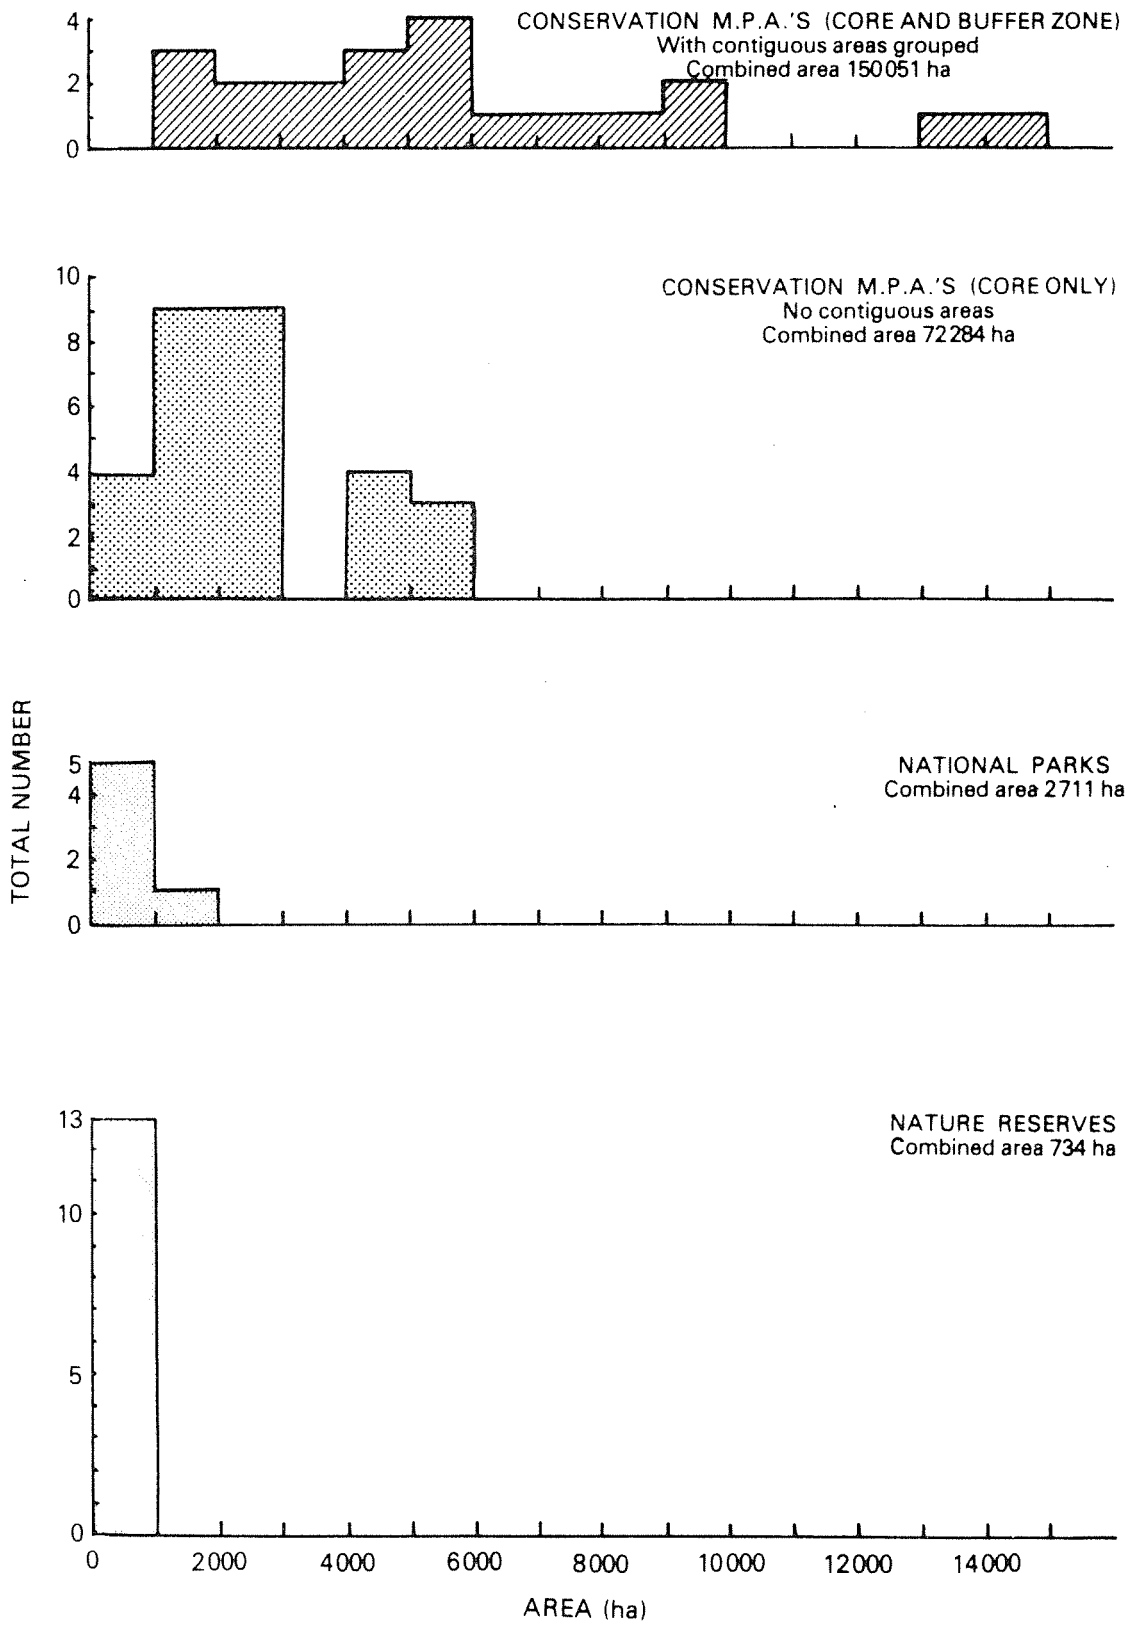 CONSERVATION M.P.A.'S (CORE AND BUFFER ZONE)
With contiguous areas grouped
Combined area 150051 ha
4
2
0
CONSERVATION M.P.A.'S (CORE ONLY)
No contiguous areas
Combined area 72284 ha
10
8
6
4
2
0
TOTAL NUMBER
NATIONAL PARKS
Combined area 2711 ha
5
4
2
0
NATURE RESERVES
Combined area 734 ha
13
10
5
0
0 2000 4000 6000 8000 10000 12000 14000
AREA (ha)